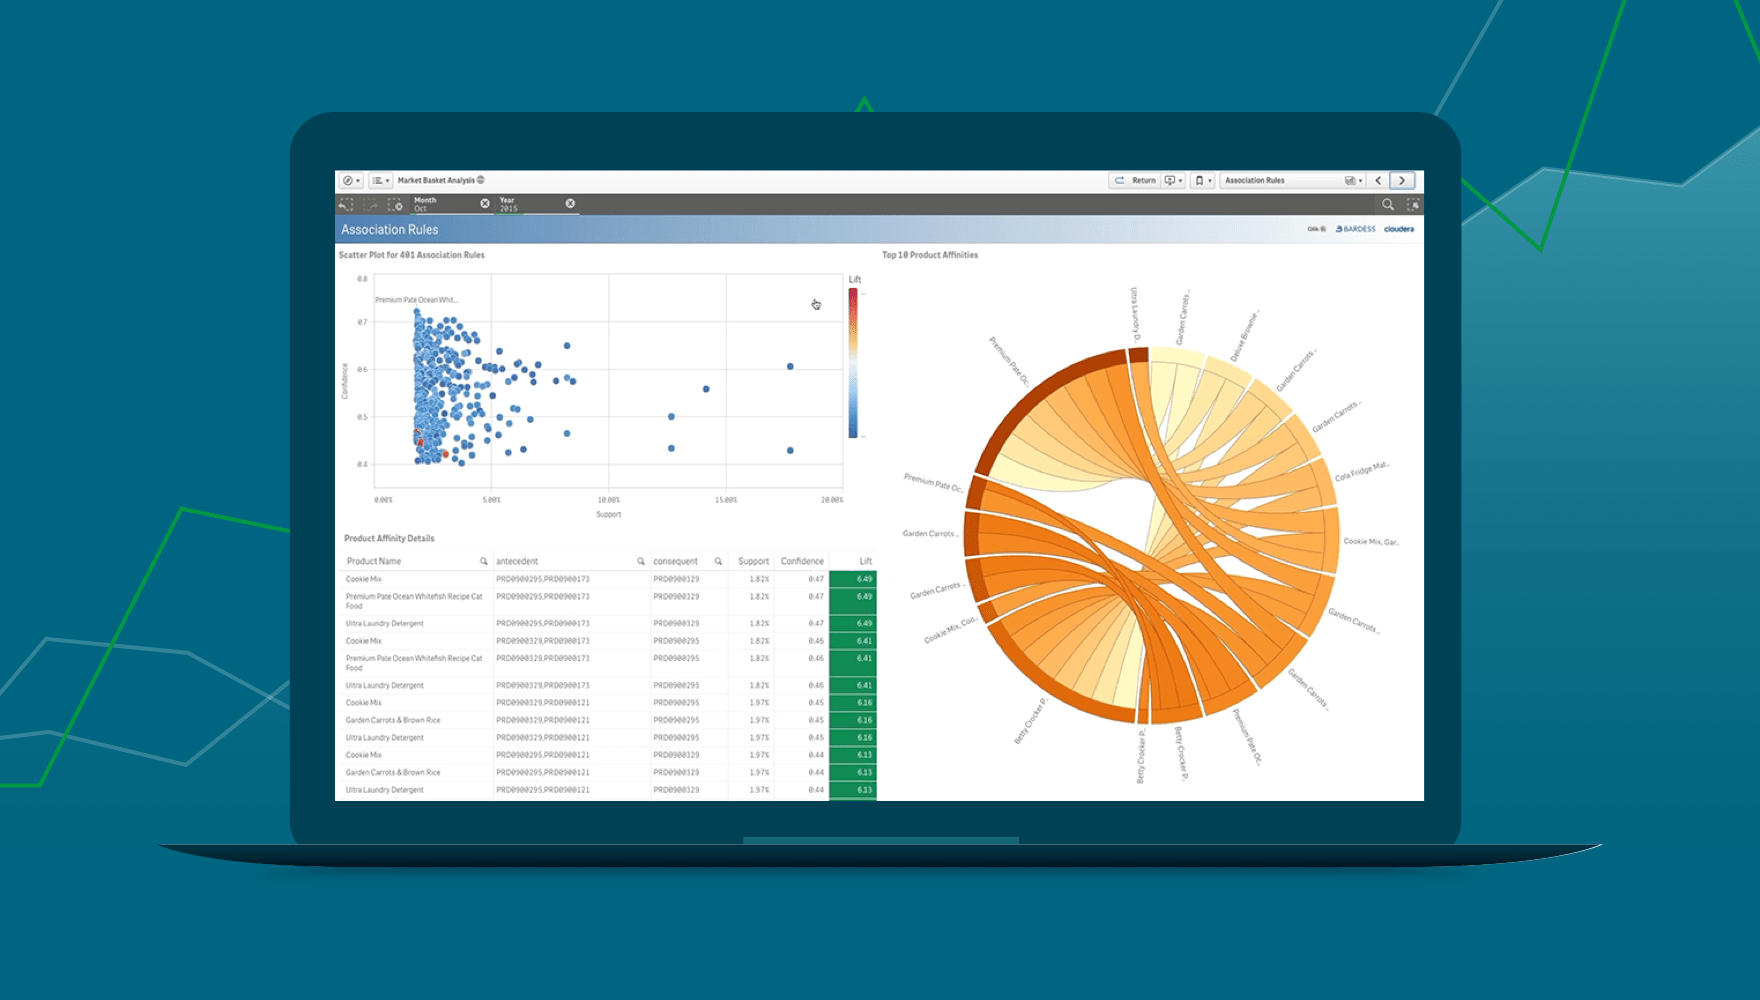 Market Basket Analysis
Return
Association Rules
Month
Oct
Year
2015
Association Rules
Qlik
BARDESS
cloudera
Scatter Plot for 401 Association Rules
Lift
0.8
Premium Pate Ocean Whit...
0.7
0.6
0.5
0.4
Confidence
0.00%
5.00%
10.00%
15.00%
20.00%
Support
Product Affinity Details
Product Name antecedent consequent Support Confidence Lift
Cookie Mix PRD0900295,PRD0900173 PRD0900329 1.82% 0.47 6.49
Premium Pate Ocean Whitefish Recipe Cat PRD0900295,PRD0900173 PRD0900329 1.82% 0.47 6.49
Food
Ultra Laundry Detergent PRD0900295,PRD0900173 PRD0900329 1.82% 0.47 6.49
Cookie Mix PRD0900329,PRD0900173 PRD0900295 1.82% 0.46 6.41
Premium Pate Ocean Whitefish Recipe Cat PRD0900329,PRD0900173 PRD0900295 1.82% 0.46 6.41
Food
Ultra Laundry Detergent PRD0900329,PRD0900173 PRD0900295 1.82% 0.46 6.41
Cookie Mix PRD0900329,PRD0900121 PRD0900295 1.97% 0.45 6.16
Garden Carrots & Brown Rice PRD0900329,PRD0900121 PRD0900295 1.97% 0.45 6.16
Ultra Laundry Detergent PRD0900329,PRD0900121 PRD0900295 1.97% 0.45 6.16
Cookie Mix PRD0900295,PRD0900121 PRD0900329 1.97% 0.44 6.13
Garden Carrots & Brown Rice PRD0900295,PRD0900121 PRD0900329 1.97% 0.44 6.13
Ultra Laundry Detergent PRD0900295,PRD0900121 PRD0900329 1.97% 0.44 6.13
Top 10 Product Affinities
Ultra Laundry D...
Garden Carrots ...
Deluxe Brownie ...
Garden Carrots ...
Garden Carrots ...
Cola Fridge Mat...
Cookie Mix, Gar...
Garden Carrots ...
Garden Carrots ...
Premium Pate Oc...
Betty Crocker P...
Betty Crocker P...
Betty Crocker P...
Cookie Mix, Coo...
Garden Carrots ...
Garden Carrots ...
Premium Pate Oc...
Premium Pate Oc...